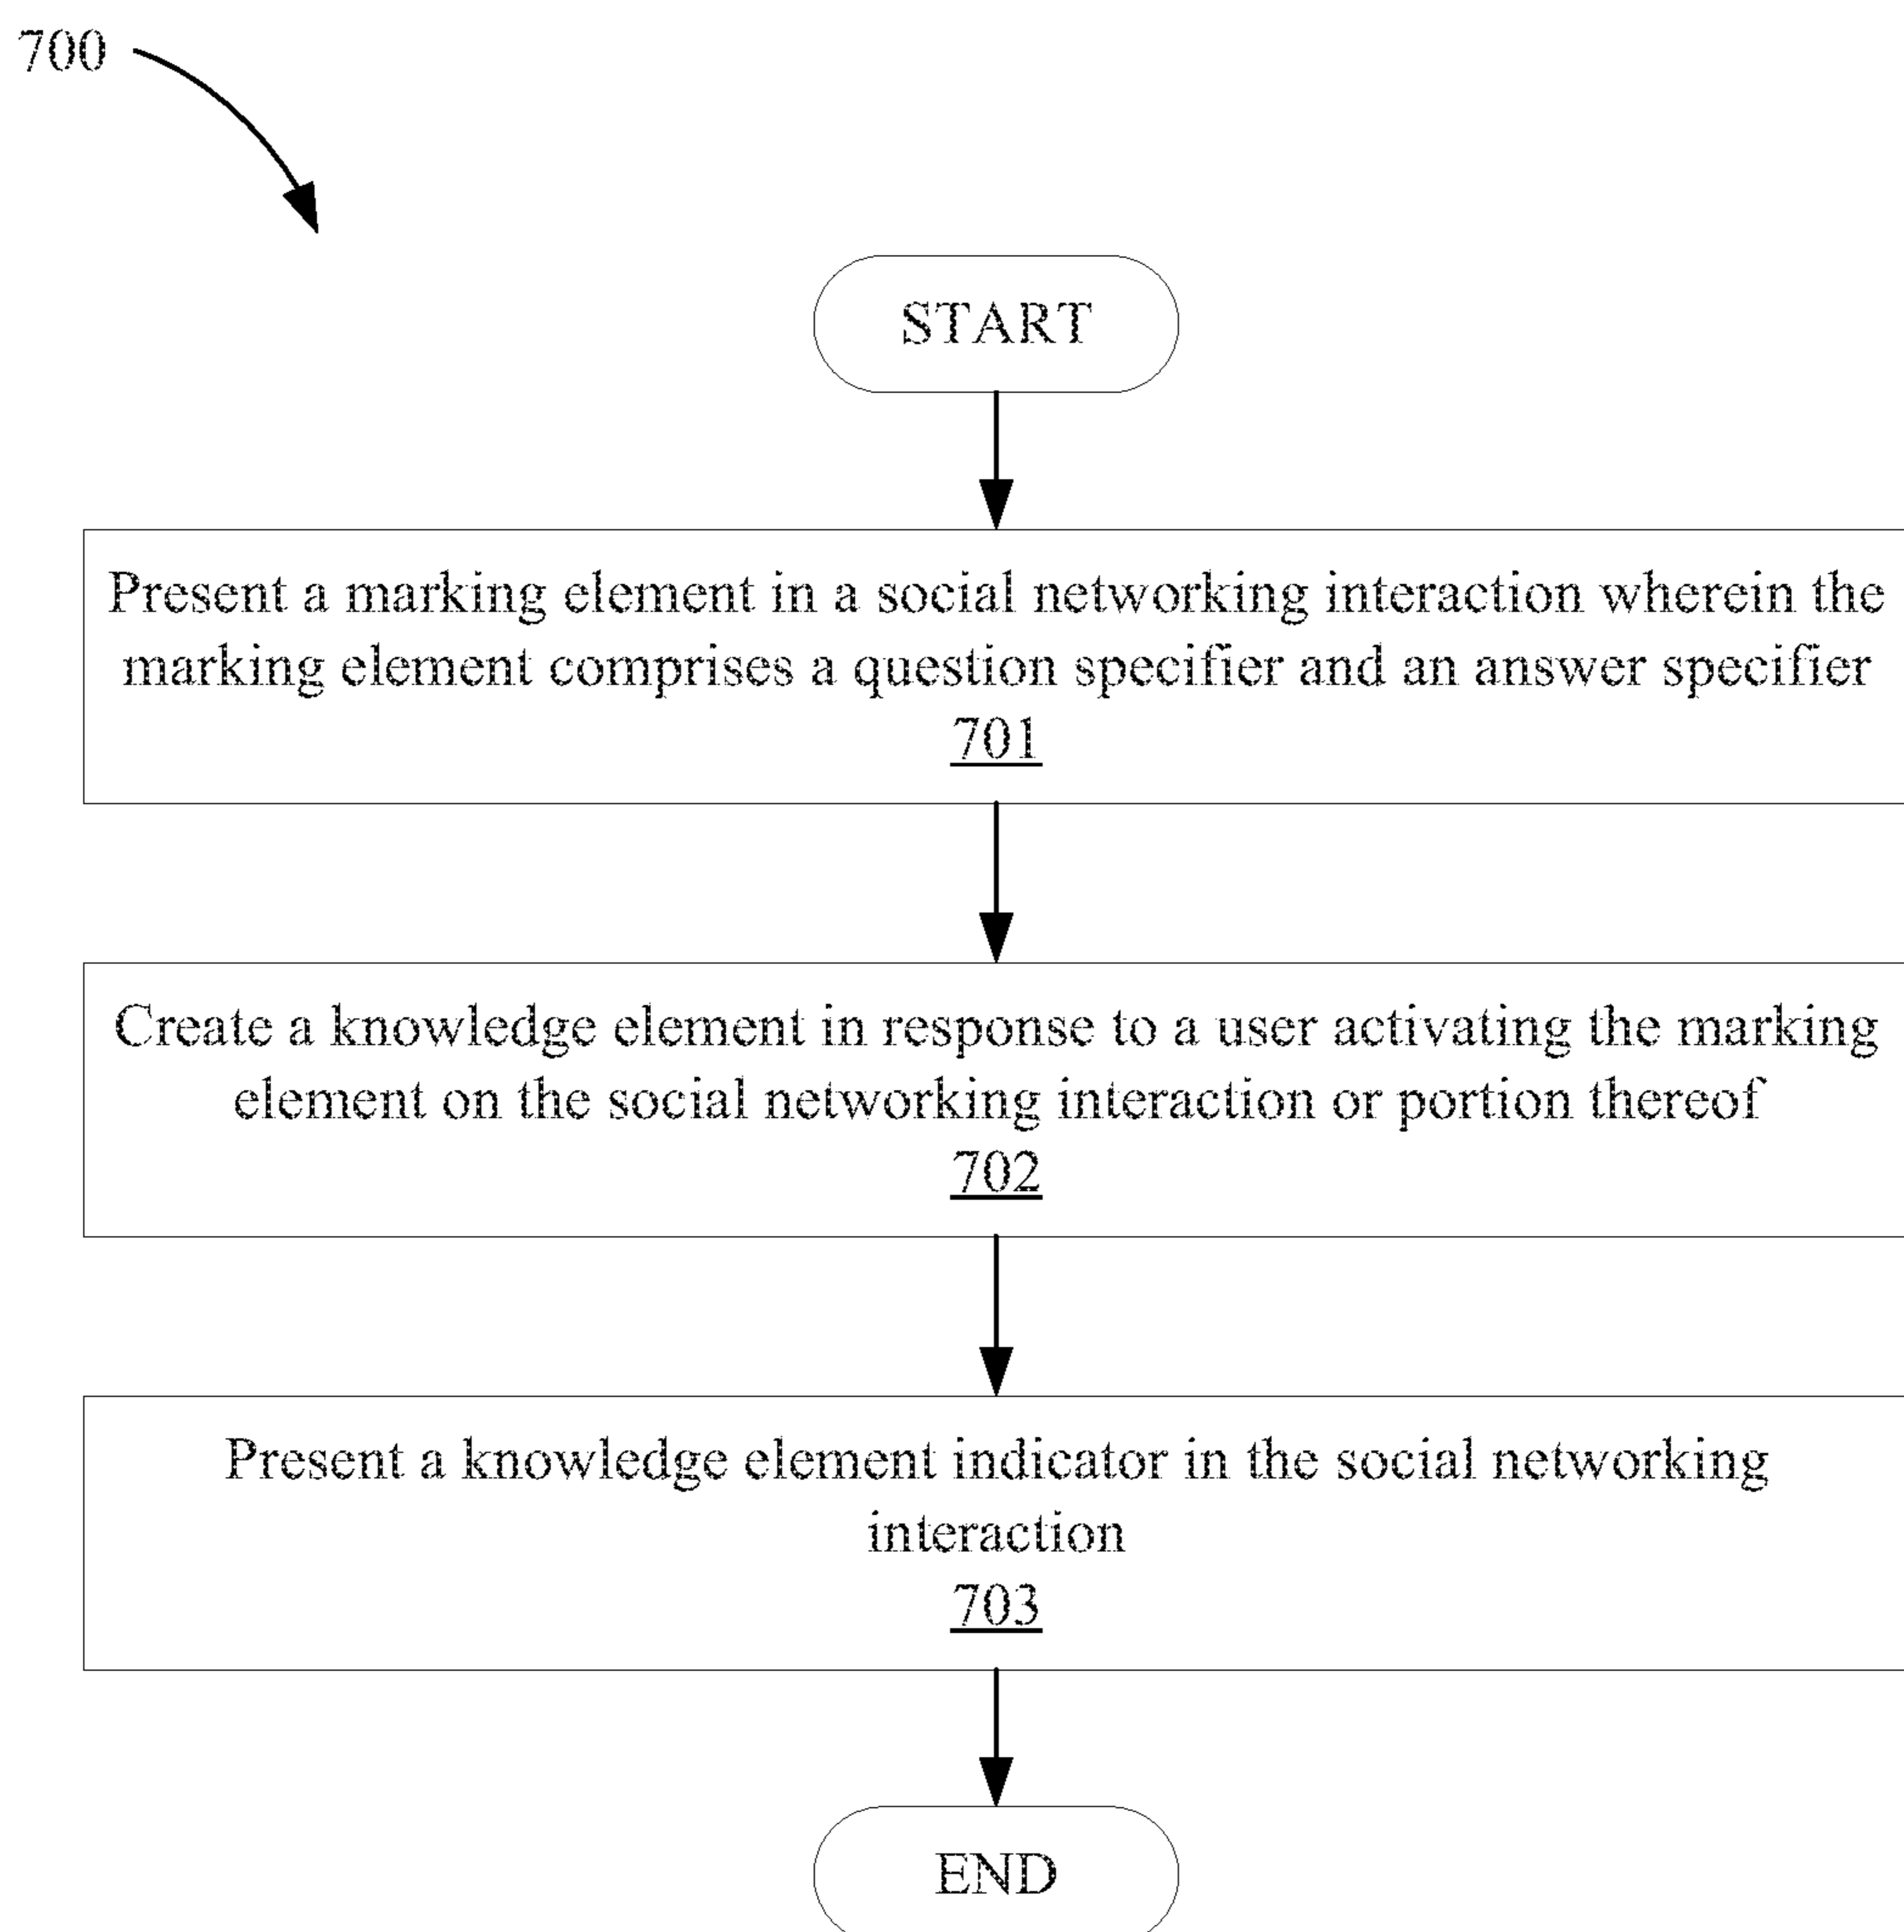 700
START
Present a marking element in a social networking interaction wherein the
marking element comprises a question specifier and an answer specifier
701
Create a knowledge element in response to a user activating the marking
element on the social networking interaction or portion thereof
702
Present a knowledge element indicator in the social networking
interaction
703
END